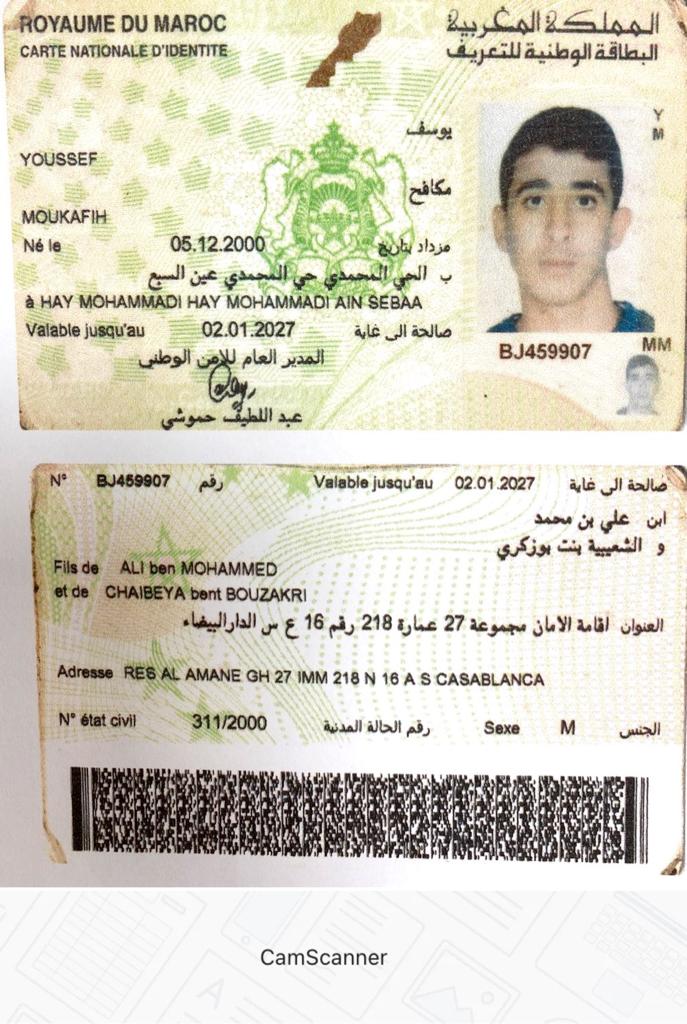 ROYAUME DU MAROC
المملكة المغربية
CARTE NATIONALE D'IDENTITE
البطاقة الوطنية للتعريف
Y
M
يوسف
YOUSSEF
مكافح
MOUKAFIH
Né le 05.12.2000 مزداد بتاريخ
ب الحي المحمدي حي المحمدي عين السبع
à HAY MOHAMMADI HAY MOHAMMADI AIN SEBAA
Valable jusqu'au 02.01.2027 صالحة الى غاية
BJ459907
MM
المدير العام للأمن الوطني
عبد اللطيف حموشي
N° BJ459907 رقم Valable jusqu'au 02.01.2027 صالحة الى غاية
ابن علي بن محمد
و الشعيبية بنت بوزكري
Fils de ALI ben MOHAMMED
et de CHAIBEYA bent BOUZAKRI
العنوان اقامة الامان مجموعة 27 عمارة 218 رقم 16 ع س الدارالبيضاء
Adresse RES AL AMANE GH 27 IMM 218 N 16 A S CASABLANCA
N° état civil 311/2000 رقم الحالة المدنية Sexe M الجنس
CamScanner